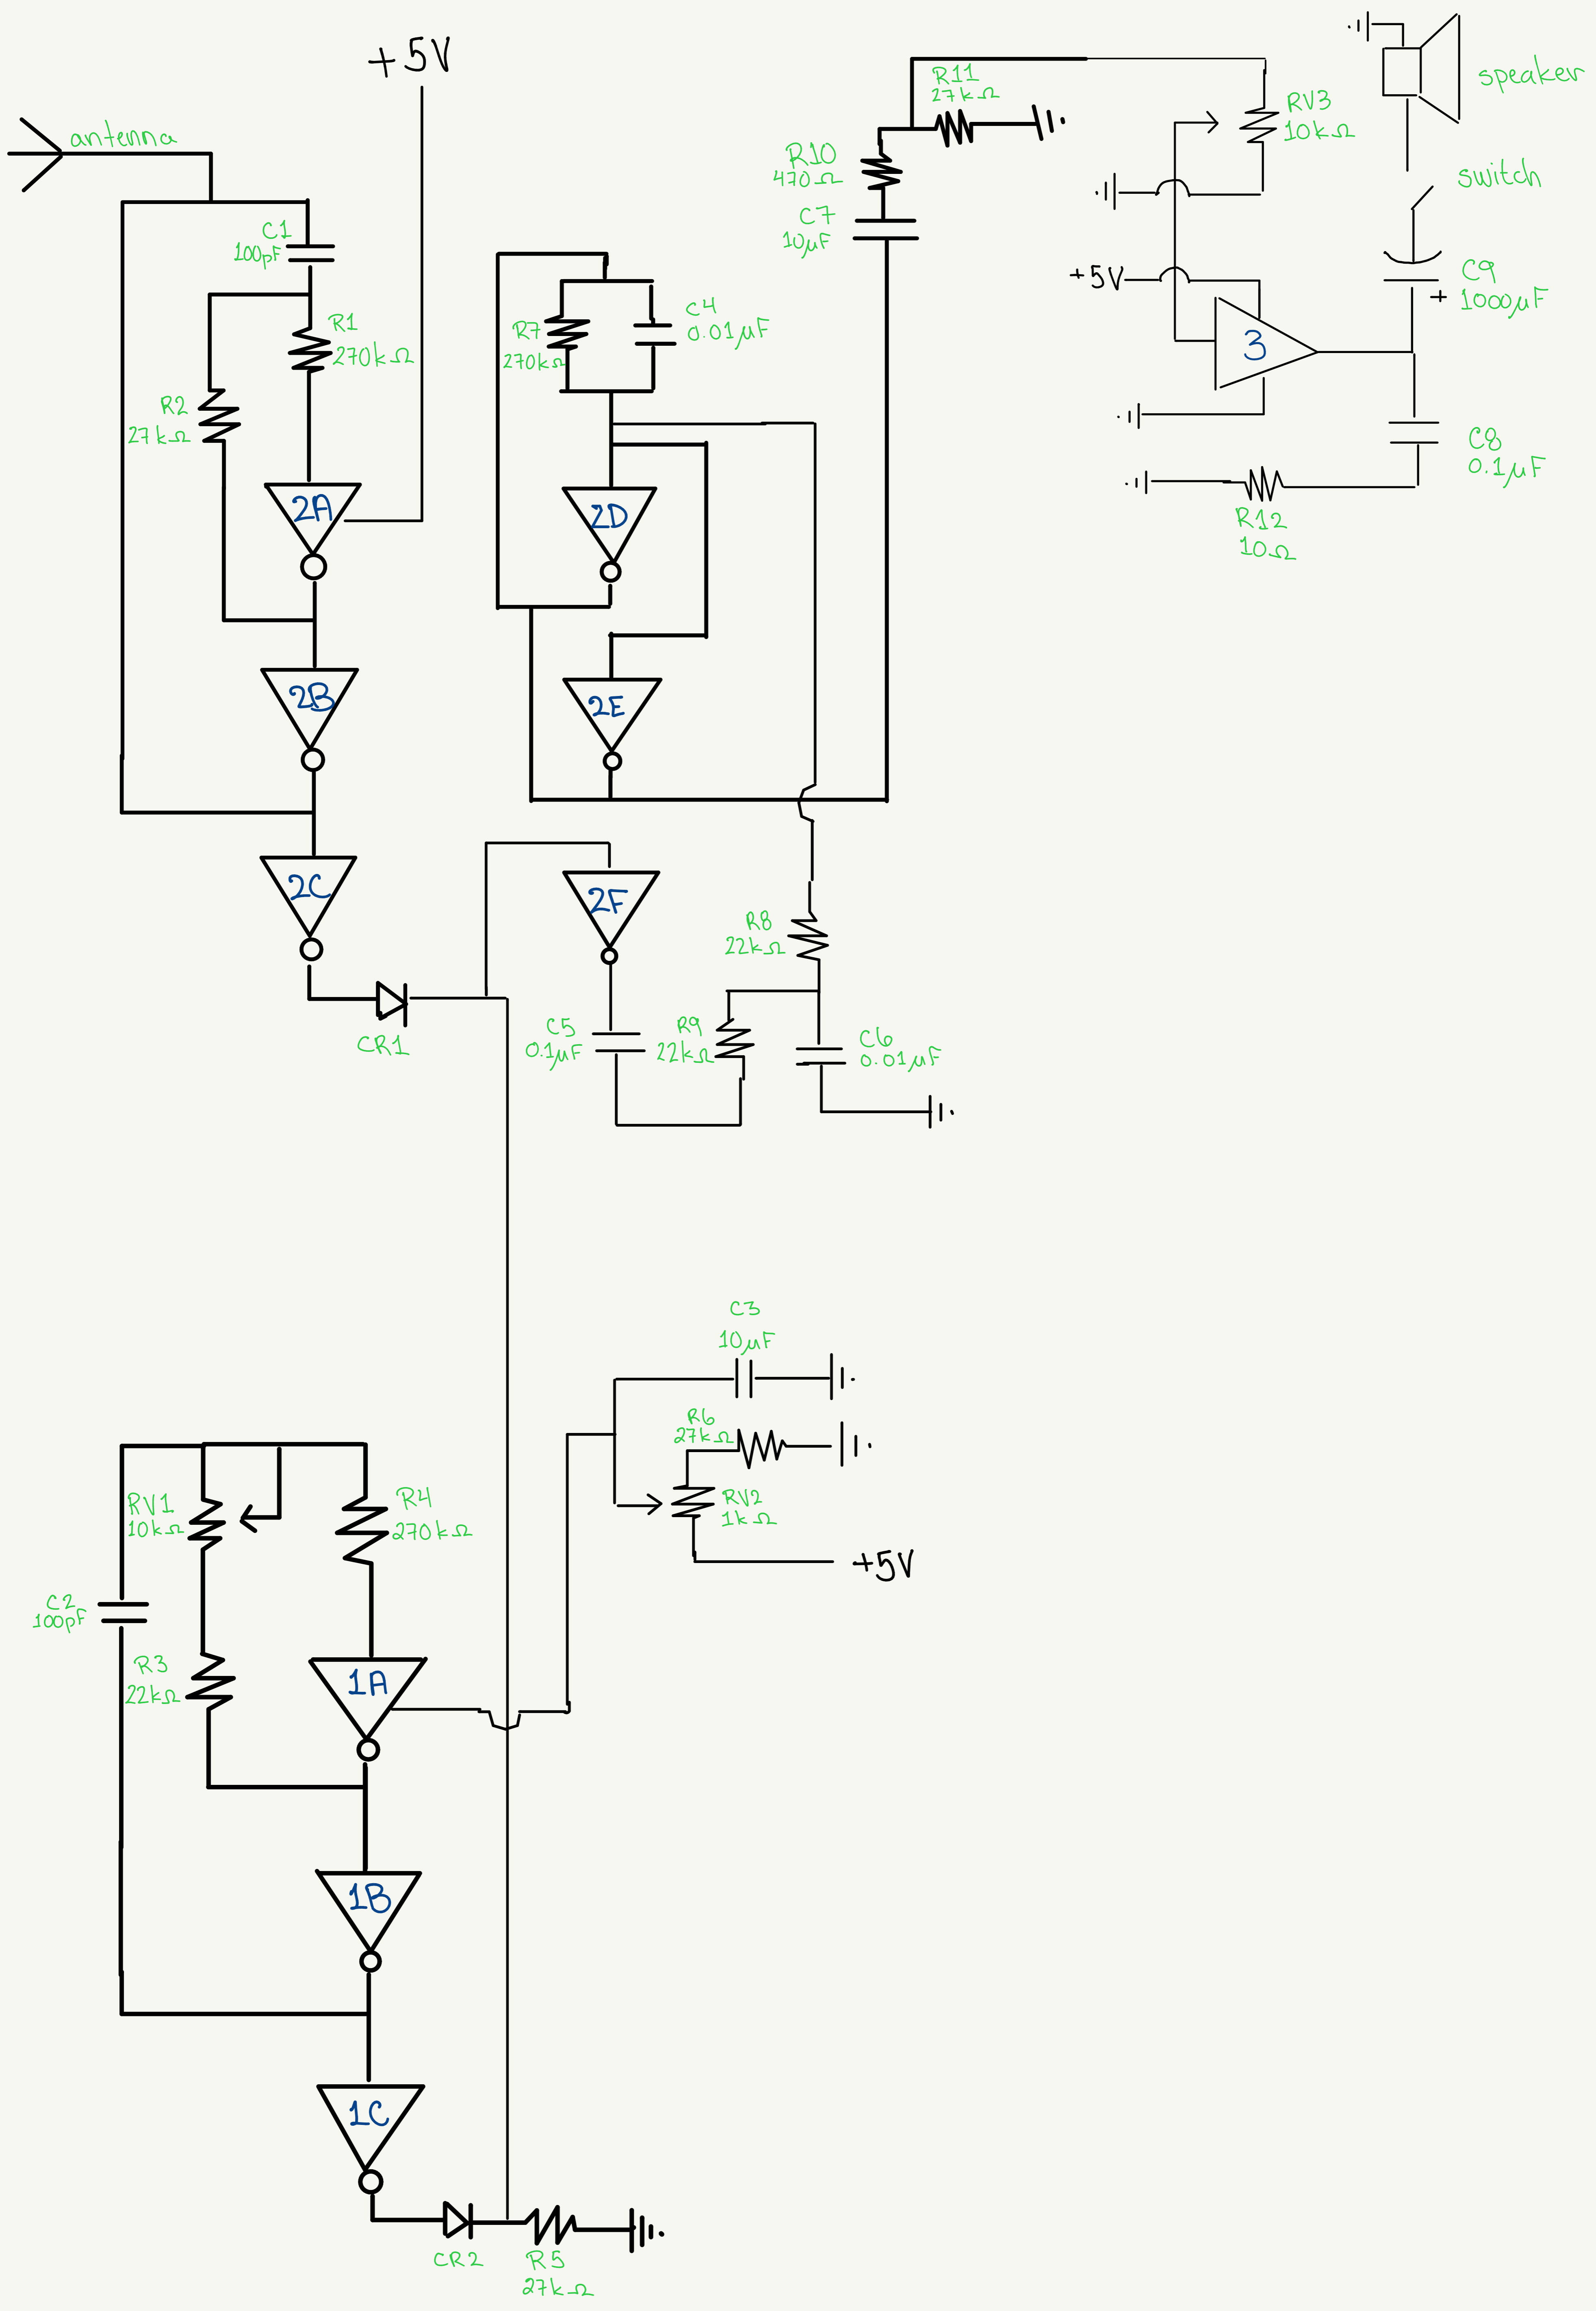 +5V
antenna
C1
100pF
R1
270kΩ
R2
27kΩ
2A
2B
2C
CR1
R7
270kΩ
C4
0.01μF
2D
2E
2F
C5
0.1μF
R8
22kΩ
R9
22kΩ
C6
0.01μF
R11
27kΩ
R10
470Ω
C7
10μF
speaker
RV3
10kΩ
switch
+5V
3
C9
+
1000μF
C8
0.1μF
R12
10Ω
C3
10μF
R6
27kΩ
RV2
1kΩ
+5V
RV1
10kΩ
R4
270kΩ
C2
100pF
R3
22kΩ
1A
1B
1C
CR2
R5
27kΩ